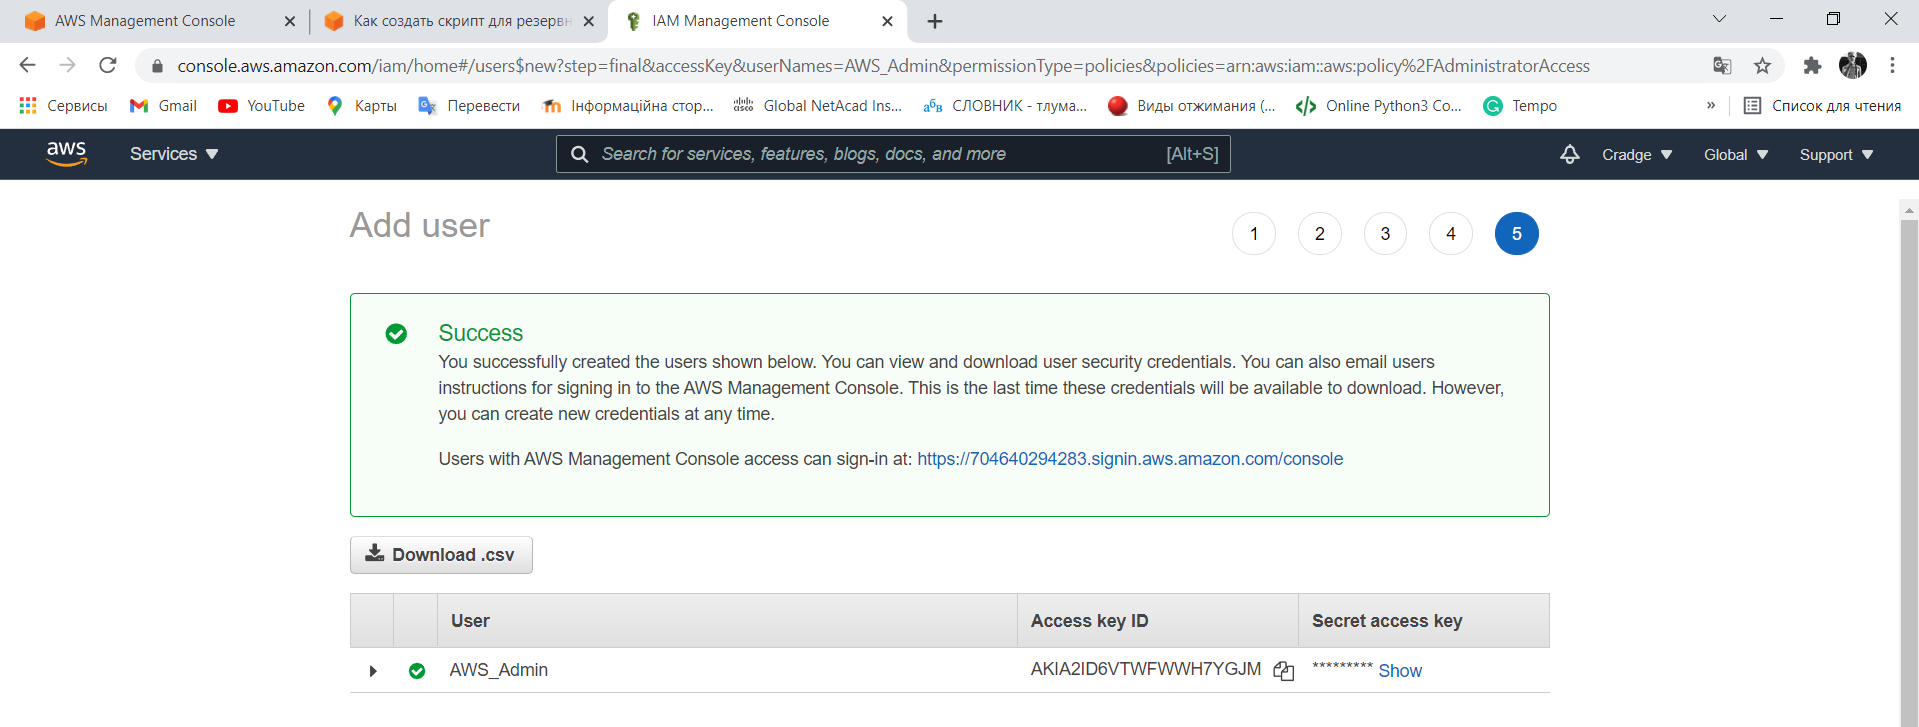 AWS Management Console
Как создать скрипт для резервн
IAM Management Console
console.aws.amazon.com/iam/home#/users$new?step=final&accessKey&userNames=AWS_Admin&permissionType=policies&policies=arn:aws:iam::aws:policy%2FAdministratorAccess
Сервисы
Gmail
YouTube
Карты
Перевести
Інформаційна стор...
Global NetAcad Ins...
СЛОВНИК - тлума...
Виды отжимания (...
Online Python3 Co...
Tempo
»
Список для чтения
aws
Services
Search for services, features, blogs, docs, and more
[Alt+S]
Cradge
Global
Support
Add user
1 2 3 4 5
Success
You successfully created the users shown below. You can view and download user security credentials. You can also email users
instructions for signing in to the AWS Management Console. This is the last time these credentials will be available to download. However,
you can create new credentials at any time.
Users with AWS Management Console access can sign-in at: https://704640294283.signin.aws.amazon.com/console
Download .csv
User Access key ID Secret access key
AWS_Admin AKIA2ID6VTWFWWH7YGJM ********* Show